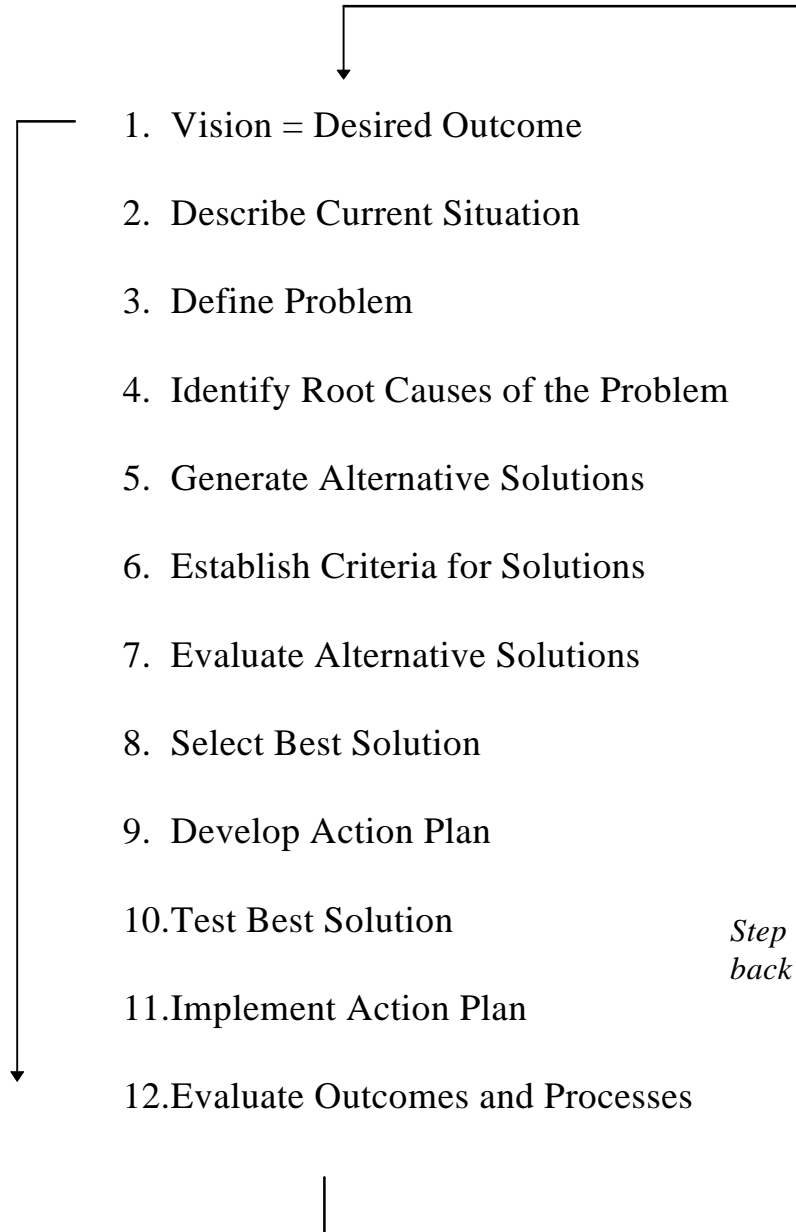 1. Vision = Desired Outcome
2. Describe Current Situation
3. Define Problem
4. Identify Root Causes of the Problem
5. Generate Alternative Solutions
6. Establish Criteria for Solutions
7. Evaluate Alternative Solutions
8. Select Best Solution
9. Develop Action Plan
10.Test Best Solution
Step
back
11.Implement Action Plan
12.Evaluate Outcomes and Processes